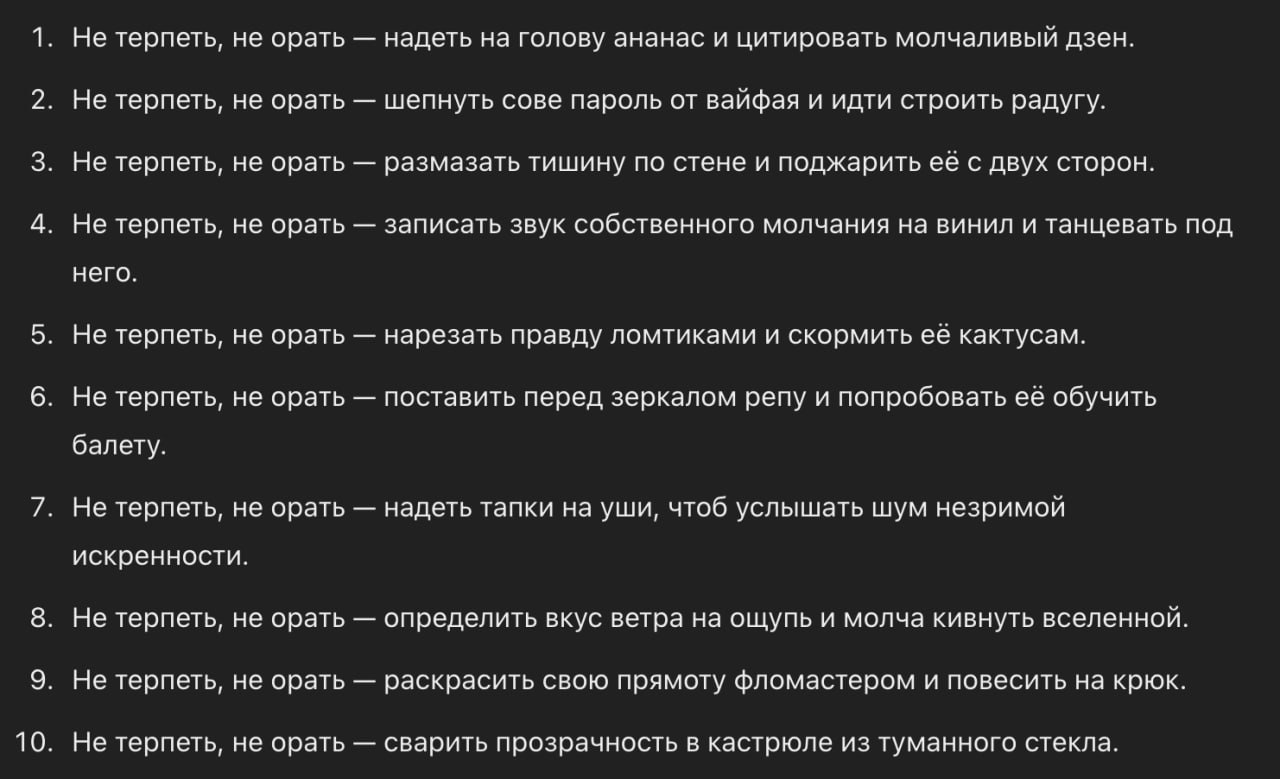 1. Не терпеть, не орать — надеть на голову ананас и цитировать молчаливый дзен.
2. Не терпеть, не орать — шепнуть сове пароль от вайфая и идти строить радугу.
3. Не терпеть, не орать — размазать тишину по стене и поджарить её с двух сторон.
4. Не терпеть, не орать — записать звук собственного молчания на винил и танцевать под
него.
5. Не терпеть, не орать — нарезать правду ломтиками и скормить её кактусам.
6. Не терпеть, не орать — поставить перед зеркалом репу и попробовать её обучить
балету.
7. Не терпеть, не орать — надеть тапки на уши, чтоб услышать шум незримой
искренности.
8. Не терпеть, не орать — определить вкус ветра на ощупь и молча кивнуть вселенной.
9. Не терпеть, не орать — раскрасить свою прямоту фломастером и повесить на крюк.
10. Не терпеть, не орать — сварить прозрачность в кастрюле из туманного стекла.